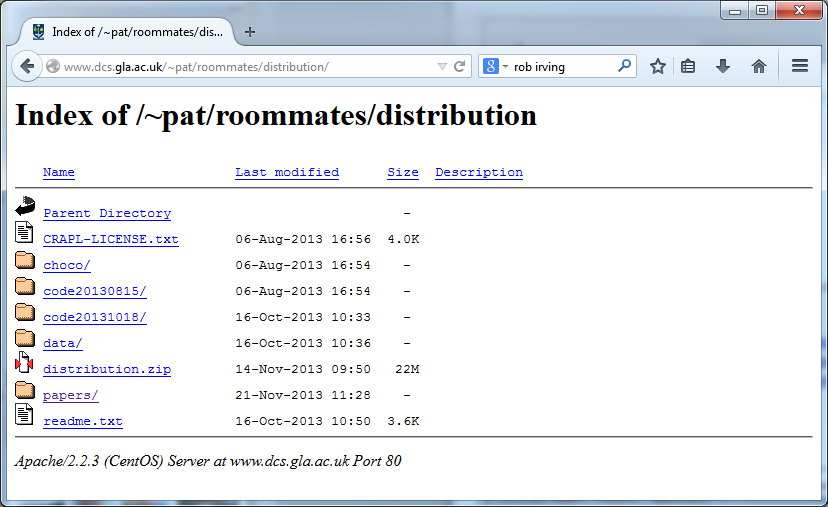 Index of /~pat/roommates/dis...
www.dcs.gla.ac.uk/~pat/roommates/distribution/
8
rob irving
Index of /~pat/roommates/distribution
Name Last modified Size Description
Parent Directory -
CRAPL-LICENSE.txt 06-Aug-2013 16:56 4.0K
choco/ 06-Aug-2013 16:54 -
code20130815/ 06-Aug-2013 16:54 -
code20131018/ 16-Oct-2013 10:33 -
data/ 16-Oct-2013 10:36 -
distribution.zip 14-Nov-2013 09:50 22M
papers/ 21-Nov-2013 11:28 -
readme.txt 16-Oct-2013 10:50 3.6K
Apache/2.2.3 (CentOS) Server at www.dcs.gla.ac.uk Port 80